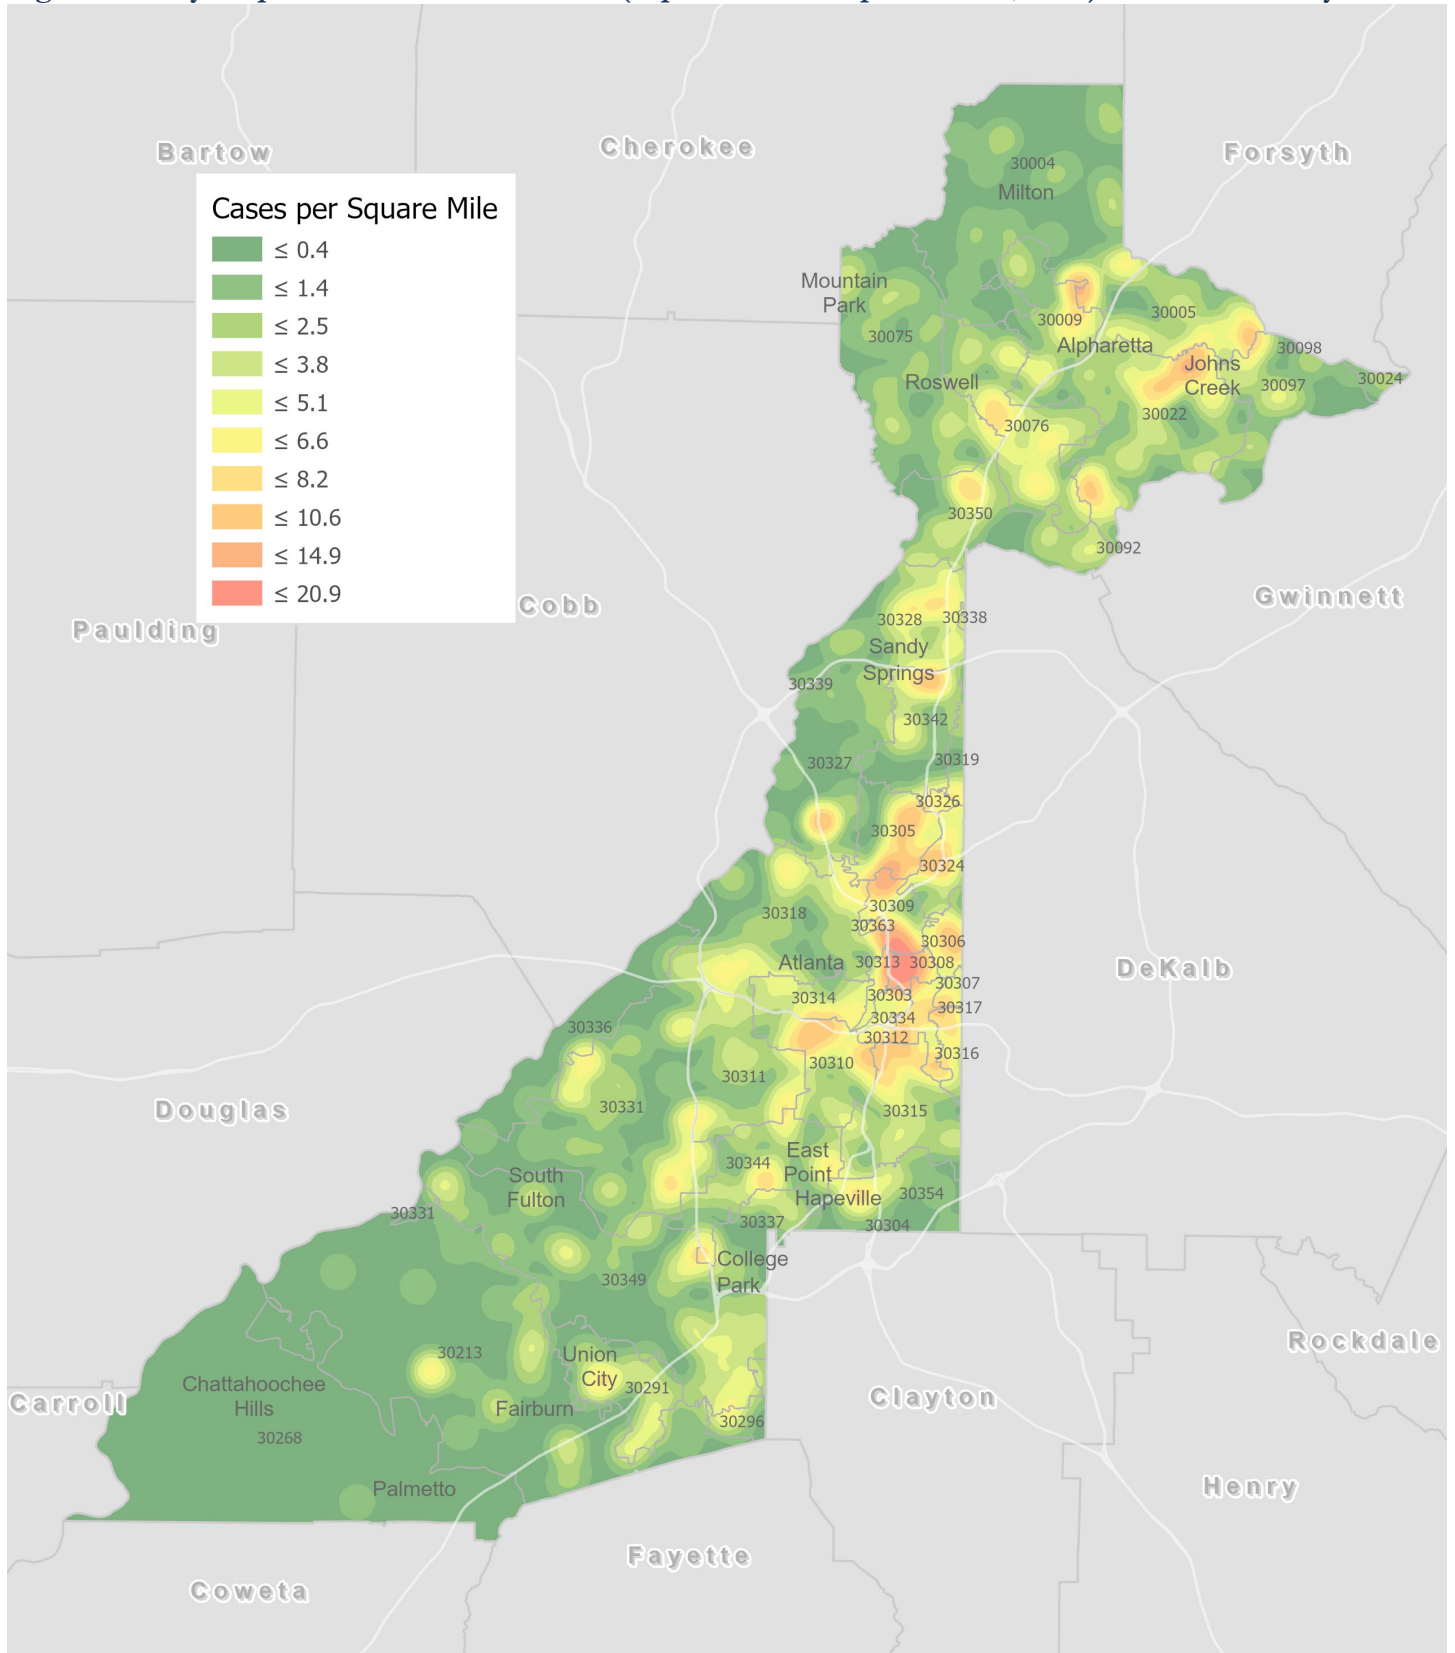 Bartow
Cherokee
Forsyth
30004
Milton
Cases per Square Mile
≤ 0.4
≤ 1.4
≤ 2.5
≤ 3.8
≤ 5.1
≤ 6.6
≤ 8.2
≤ 10.6
≤ 14.9
≤ 20.9
Mountain
Park
30075
30009
30005
Alpharetta
30098
Johns
Creek
30097
30024
Roswell
30022
30076
30350
30092
Paulding
Cobb
Gwinnett
30328
30338
Sandy
Springs
30339
30342
30327
30319
30326
30305
30324
30309
30318
30363
30306
Atlanta
30313
30308
DeKalb
30307
30314
30303
30317
30334
30336
30312
30316
30310
30311
Douglas
30331
30315
East
Point
30344
South
Fulton
Hapeville
30354
30331
30337
30304
College
Park
30349
Rockdale
30213
Union
City
30291
Chattahoochee
Hills
Carroll
Clayton
Fairburn
30296
30268
Palmetto
Henry
Fayette
Coweta